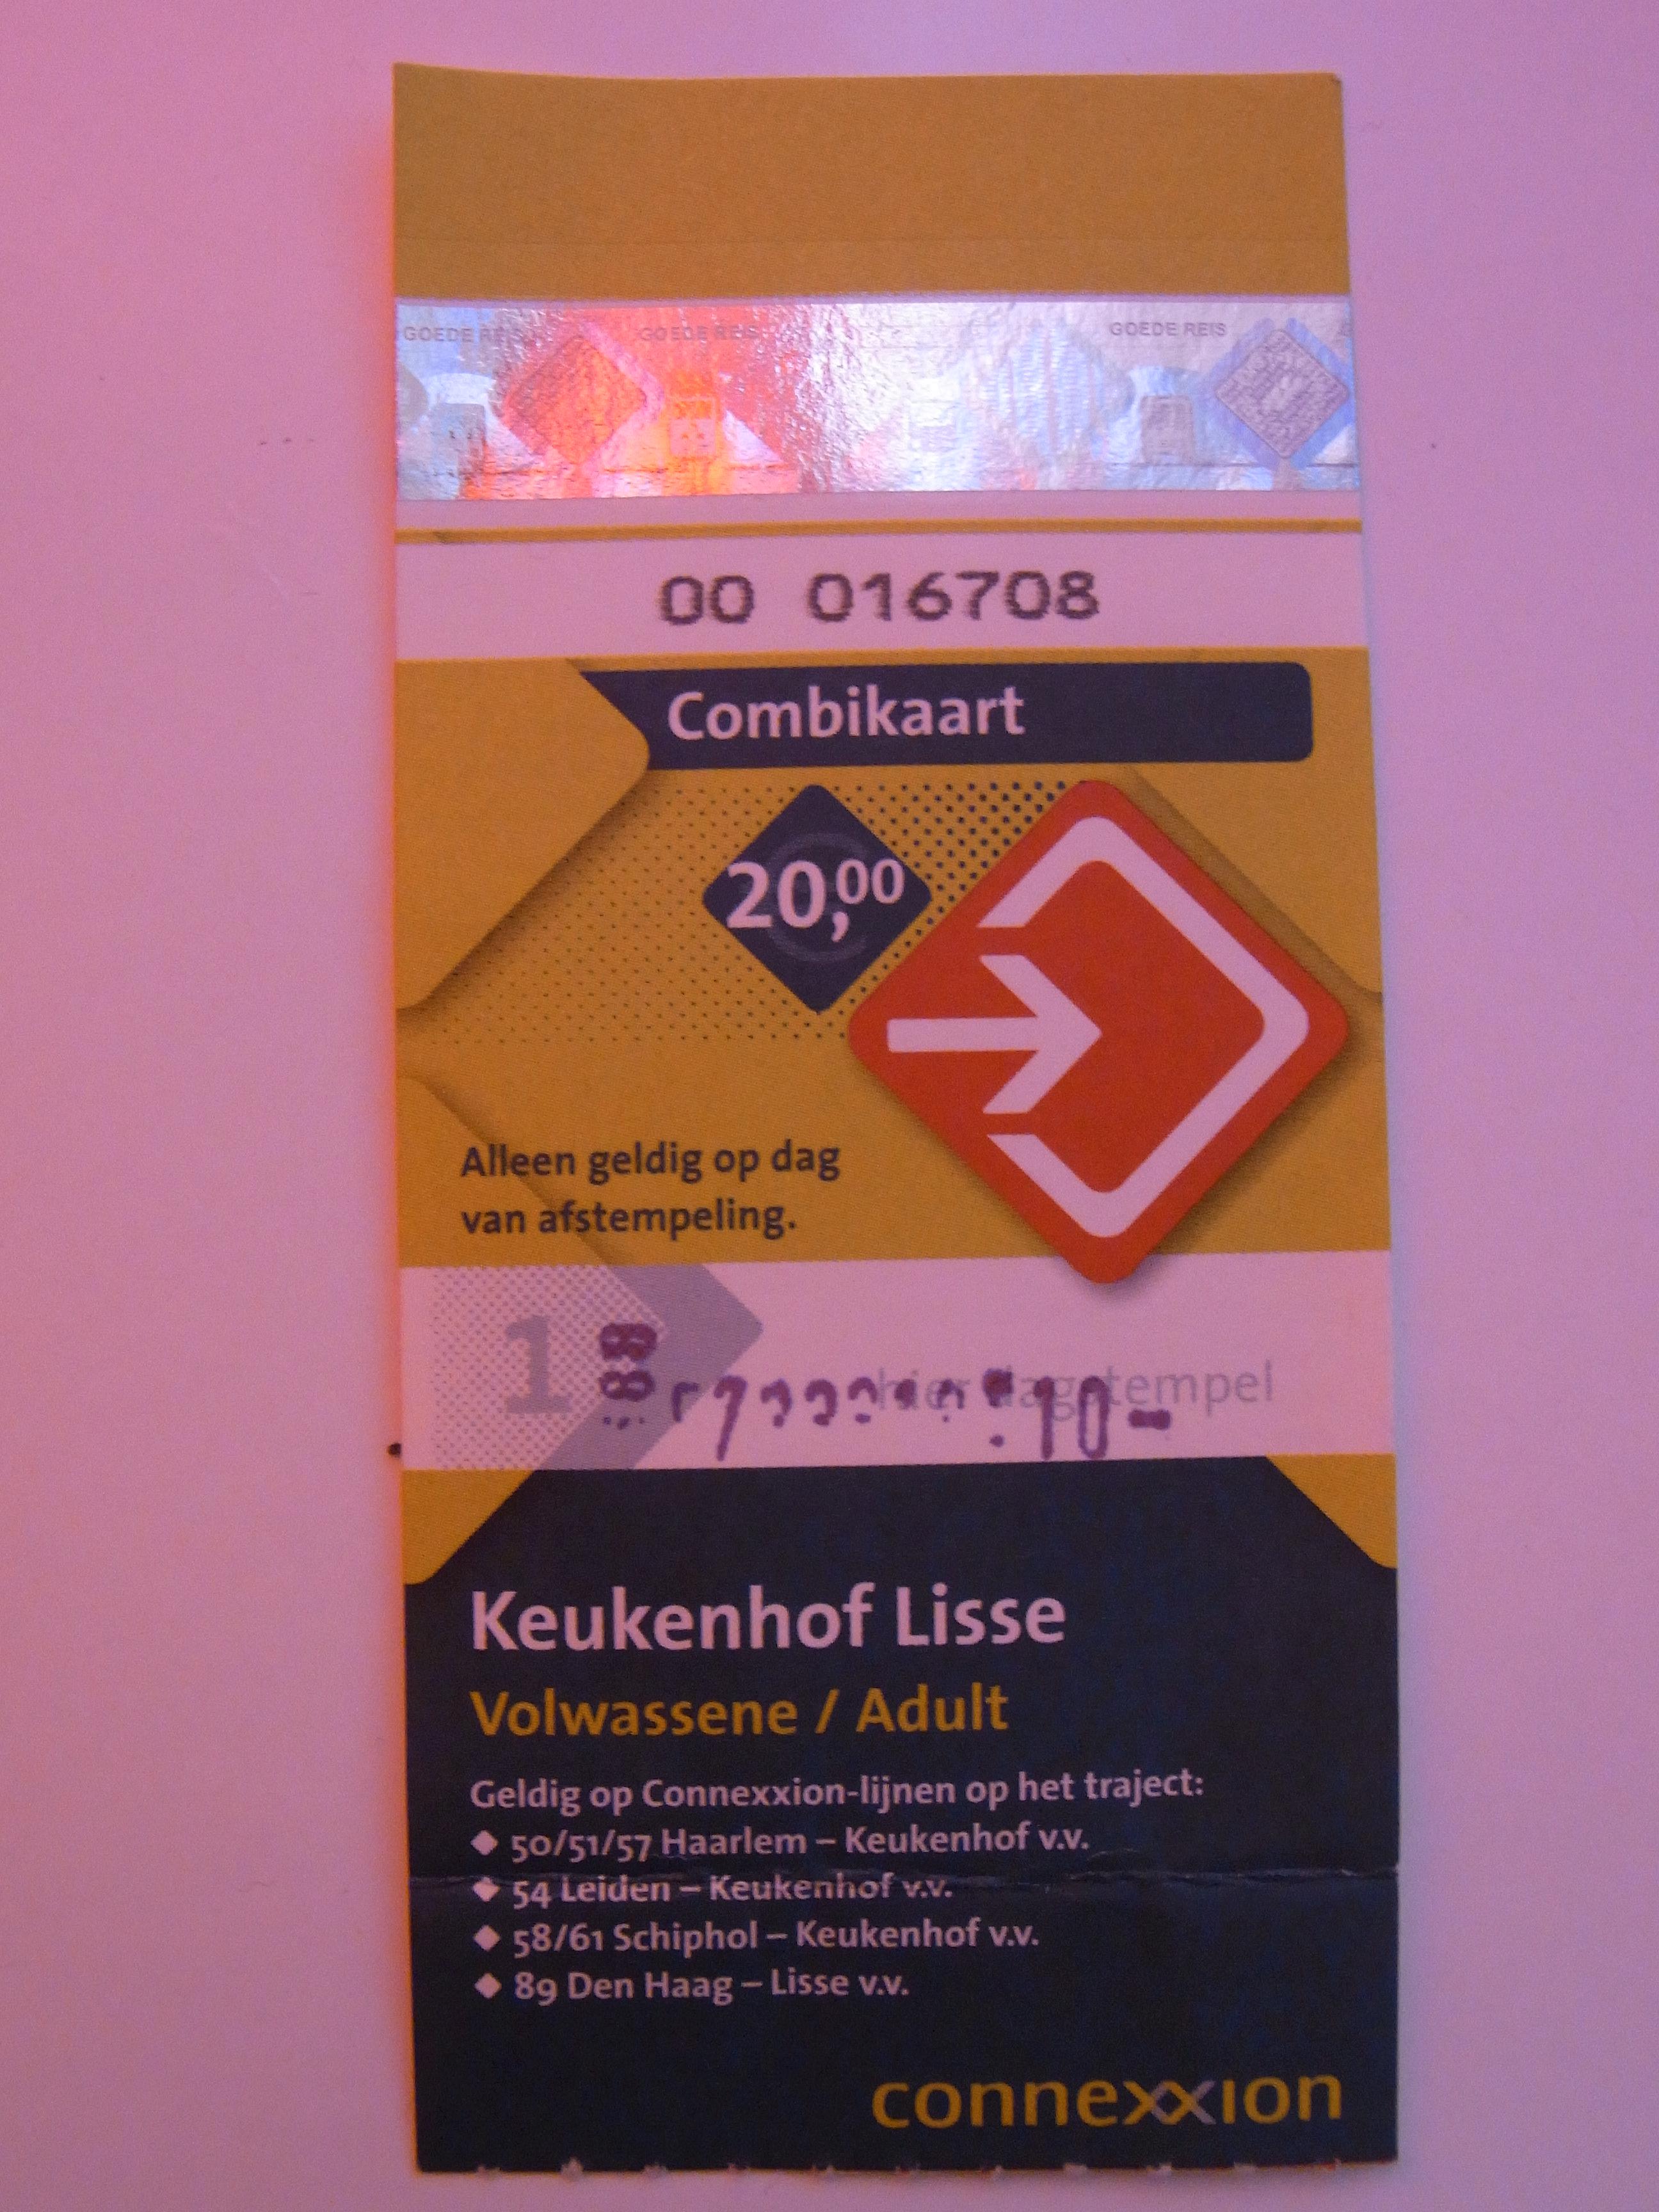 GOEDE REIS GOEDE REIS GOEDE REIS
00 016708
Combikaart
20,00
Alleen geldig op dag
van afstempeling.
1 88
hier dagstempel
Keukenhof Lisse
Volwassene / Adult
Geldig op Connexxion-lijnen op het traject:
◆ 50/51/57 Haarlem – Keukenhof v.v.
◆ 54 Leiden – Keukenhof v.v.
◆ 58/61 Schiphol – Keukenhof v.v.
◆ 89 Den Haag – Lisse v.v.
connexxion